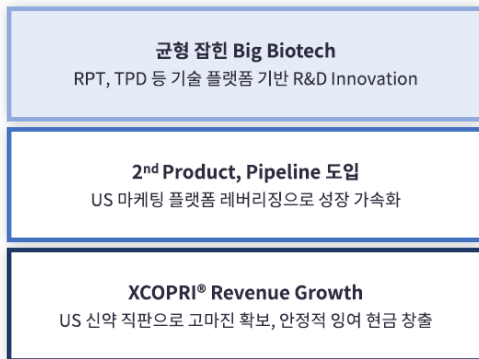 균형 잡힌 Big Biotech
RPT, TPD 등 기술 플랫폼 기반 R&D Innovation
2nd Product, Pipeline 도입
US 마케팅 플랫폼 레버리징으로 성장 가속화
XCOPRI® Revenue Growth
US 신약 직판으로 고마진 확보, 안정적 잉여 현금 창출